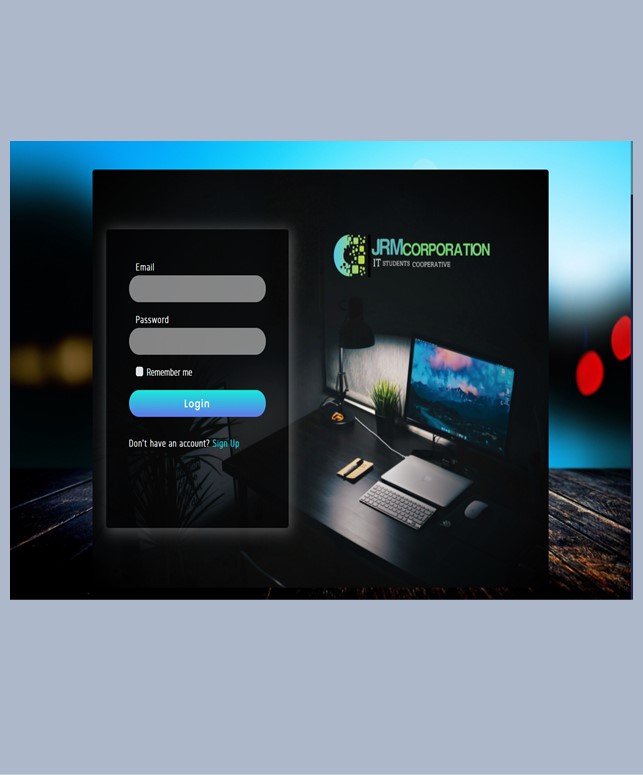 Email
Password
Remember me
Login
Don't have an account? Sign Up
JRMCORPORATION
IT STUDENTS COOPERATIVE